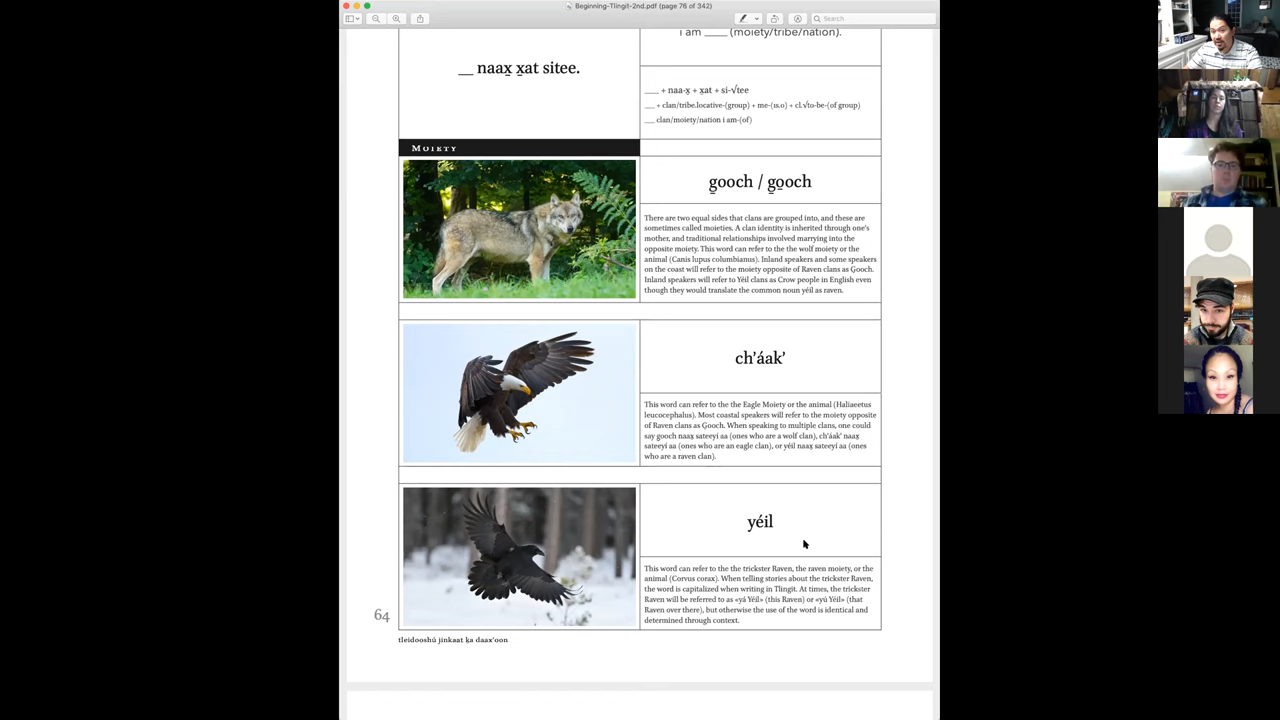 Beginning-Tlingit-2nd.pdf (page 76 of 342)
Search
i am ____ (moiety/tribe/nation).
__ naax̱ x̱at sitee.
___ + naa-x̱ + x̱at + si-√tee
___ + clan/tribe.locative-(group) + me-(1s.o) + cl.√to-be-(of group)
___ clan/moiety/nation i am-(of)
Moiety
g̱ooch / g̱o̱och
There are two equal sides that clans are grouped into, and these are
sometimes called moieties. A clan identity is inherited through one's
mother, and traditional relationships involved marrying into the
opposite moiety. This word can refer to the the wolf moiety or the
animal (Canis lupus columbianus). Inland speakers and some speakers
on the coast will refer to the moiety opposite of Raven clans as G̱ooch.
Inland speakers will refer to Yéil clans as Crow people in English even
though they would translate the common noun yéil as raven.
ch'áak'
This word can refer to the the Eagle Moiety or the animal (Haliaeetus
leucocephalus). Most coastal speakers will refer to the moiety opposite
of Raven clans as G̱ooch. When speaking to multiple clans, one could
say gooch naax̱ sateeyí aa (ones who are a wolf clan), ch'áak' naax̱
sateeyí aa (ones who are an eagle clan), or yéil naax̱ sateeyí aa (ones
who are a raven clan).
yéil
This word can refer to the the trickster Raven, the raven moiety, or the
animal (Corvus corax). When telling stories about the trickster Raven,
the word is capitalized when writing in Tlingit. At times, the trickster
Raven will be referred to as «yá Yéil» (this Raven) or «yú Yéil» (that
Raven over there), but otherwise the use of the word is identical and
determined through context.
64
tleidooshú jinkaat ḵa daax'oon